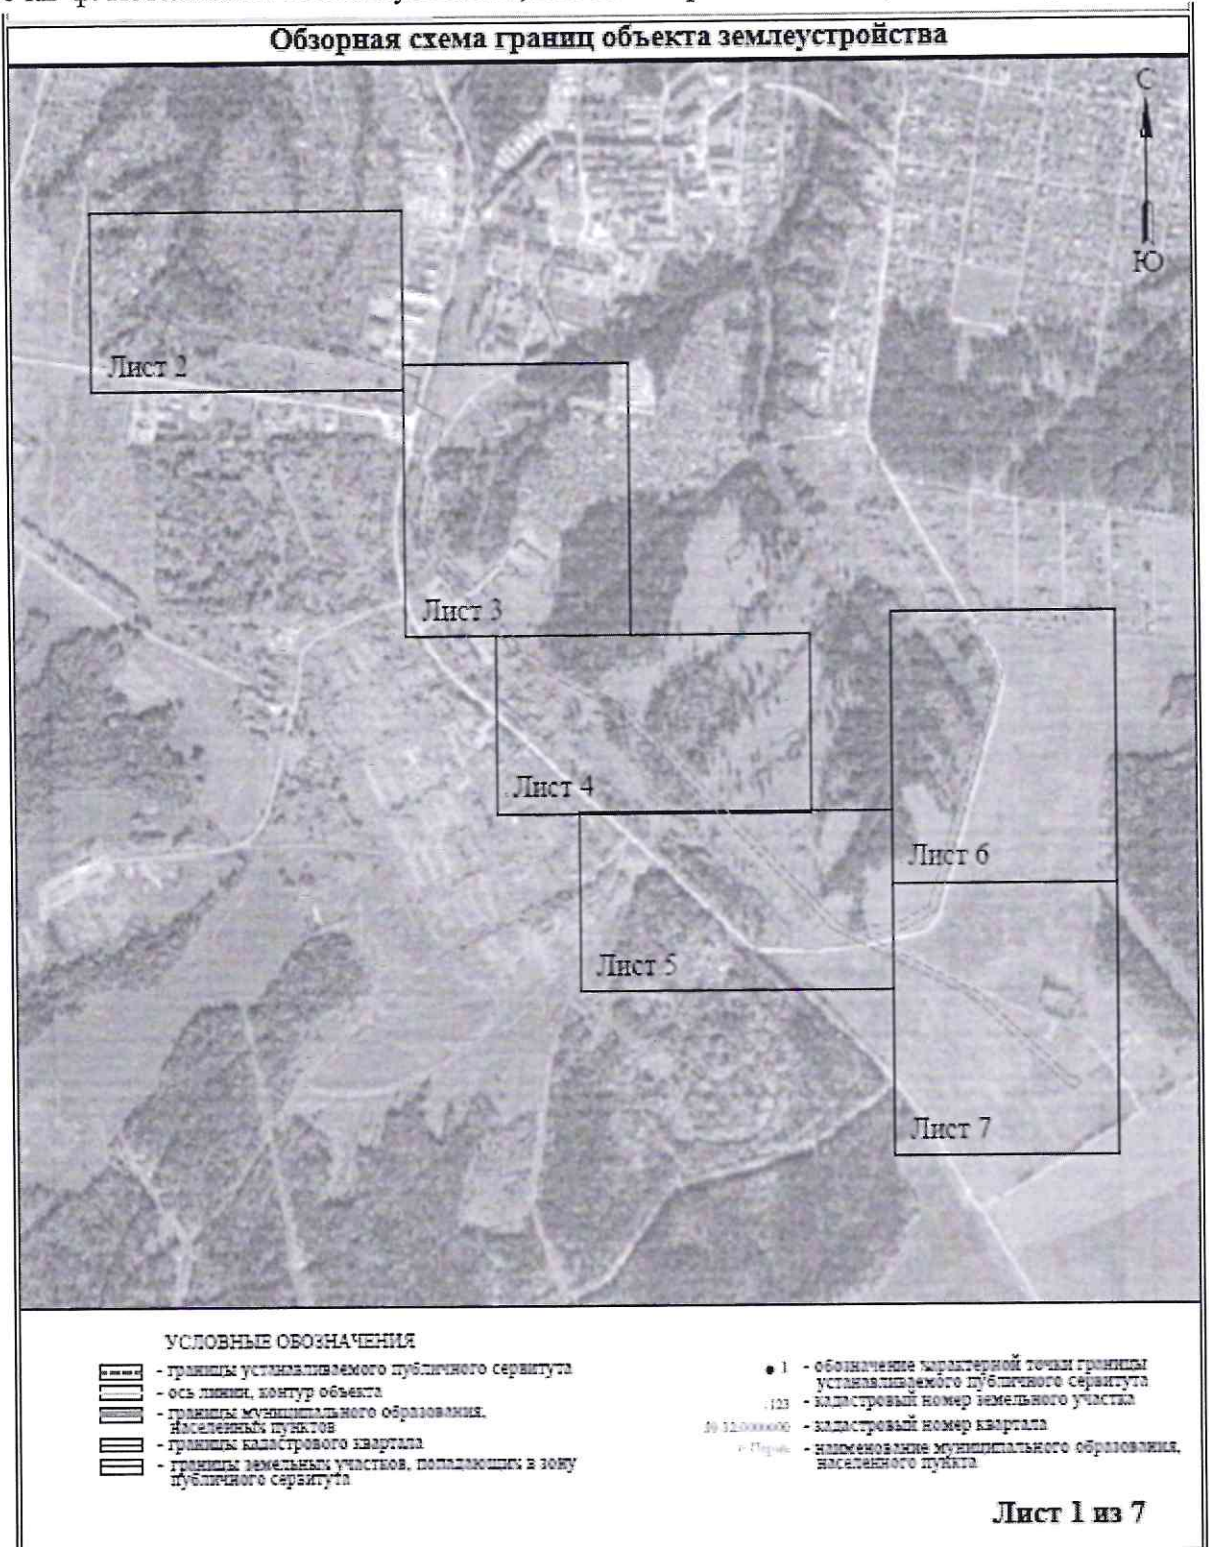 Обзорная схема границ объекта землеустройства
С
Ю
Лист 2
Лист 3
Лист 4
Лист 5
Лист 6
Лист 7
УСЛОВНЫЕ ОБОЗНАЧЕНИЯ
- границы устанавливаемого публичного сервитута
- ось линии, контур объекта
- границы муниципального образования,
населенных пунктов
- границы кадастрового квартала
- границы земельных участков, попадающих в зону
публичного сервитута
1 - обозначение характерной точки границы
устанавливаемого публичного сервитута
:123 - кадастровый номер земельного участка
- кадастровый номер квартала
г. Пермь - наименование муниципального образования,
населенного пункта
Лист 1 из 7